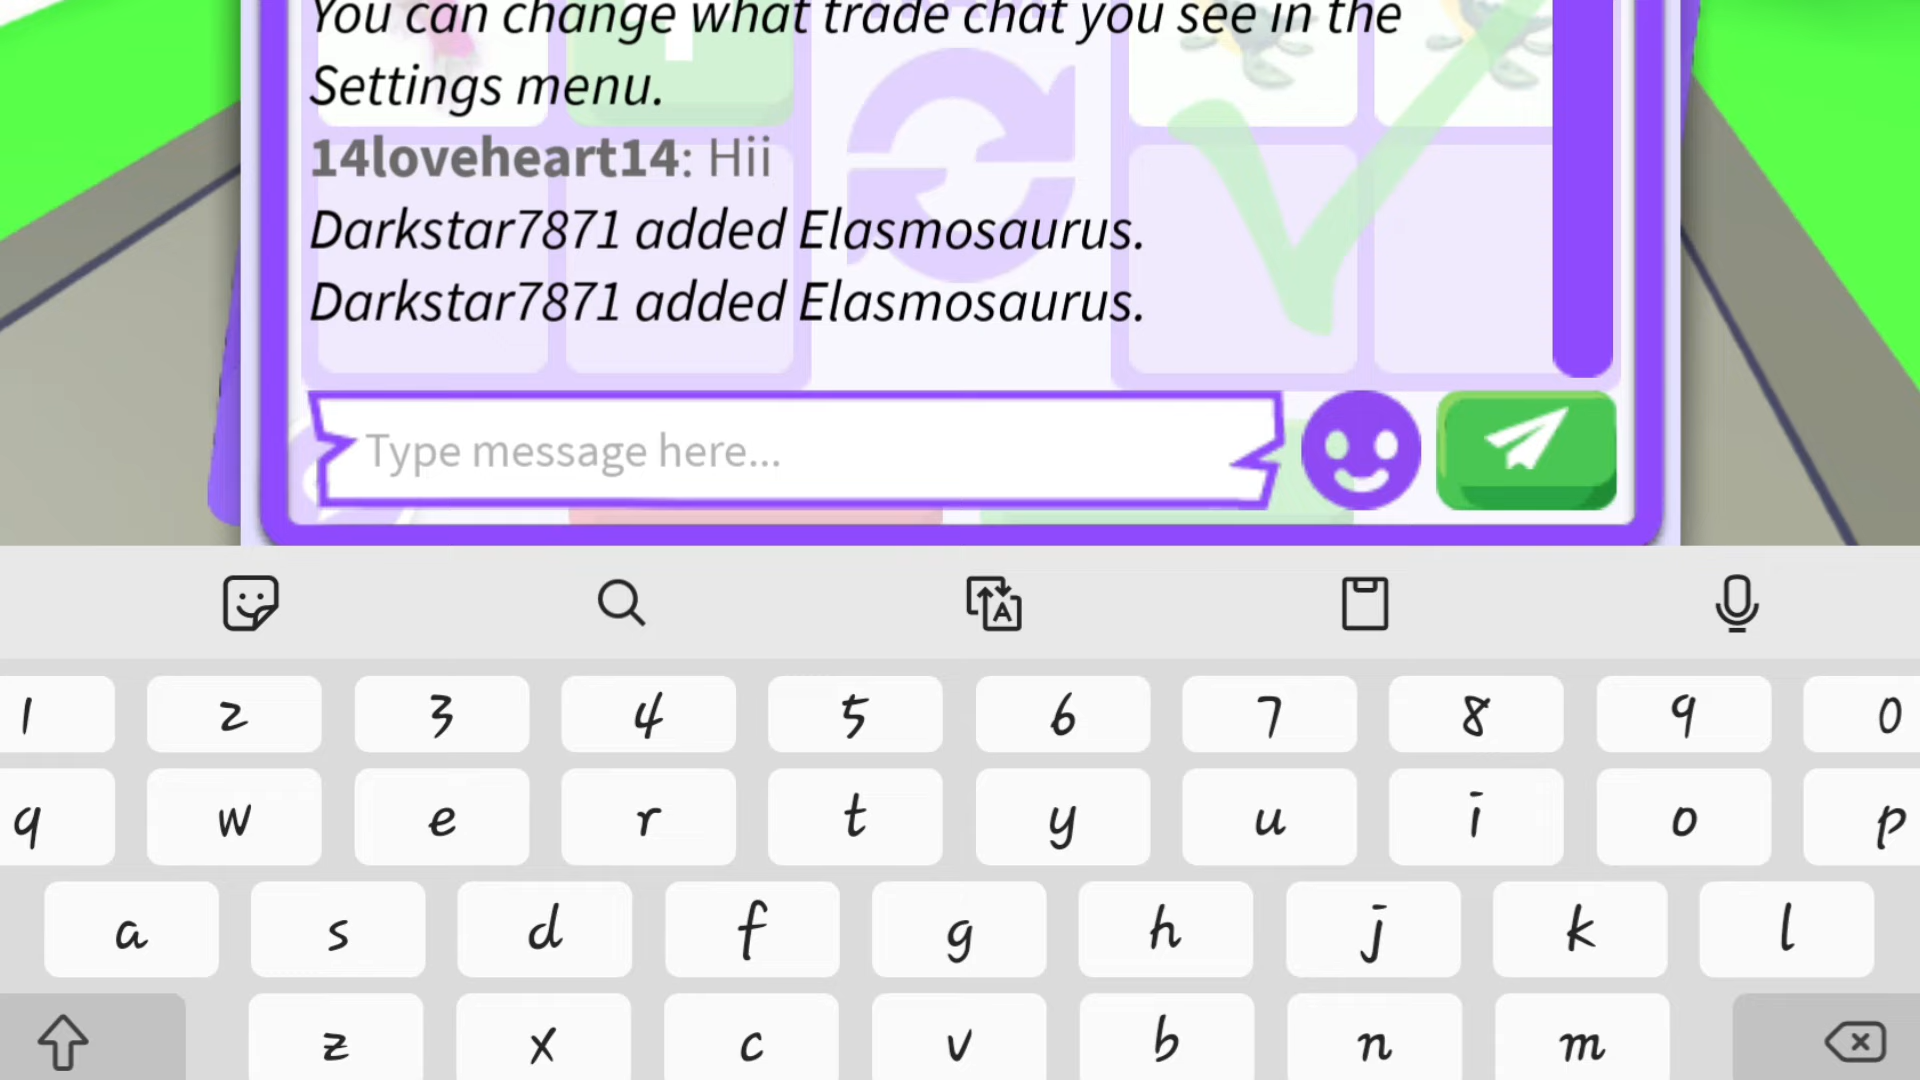 You can change what trade chat you see in the
Settings menu.
14loveheart14: Hii
Darkstar7871 added Elasmosaurus.
Darkstar7871 added Elasmosaurus.
Type message here...
1 2 3 4 5 6 7 8 9 0
q w e r t y u i o p
a s d f g h j k l
z x c v b n m